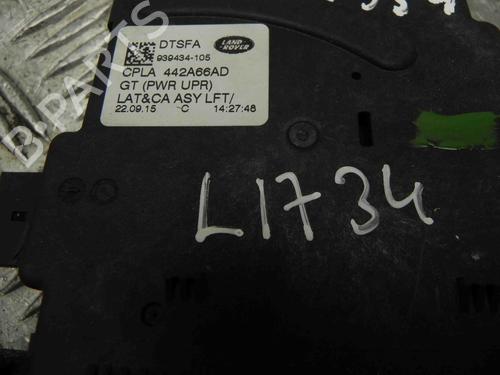 DTSFA
LAND-ROVER
939434-105
CPLA 442A66AD
GT (PWR UPR)
LAT&CA ASY LFT/
22.09.15 C 14:27:48
L1734
B-PARTS